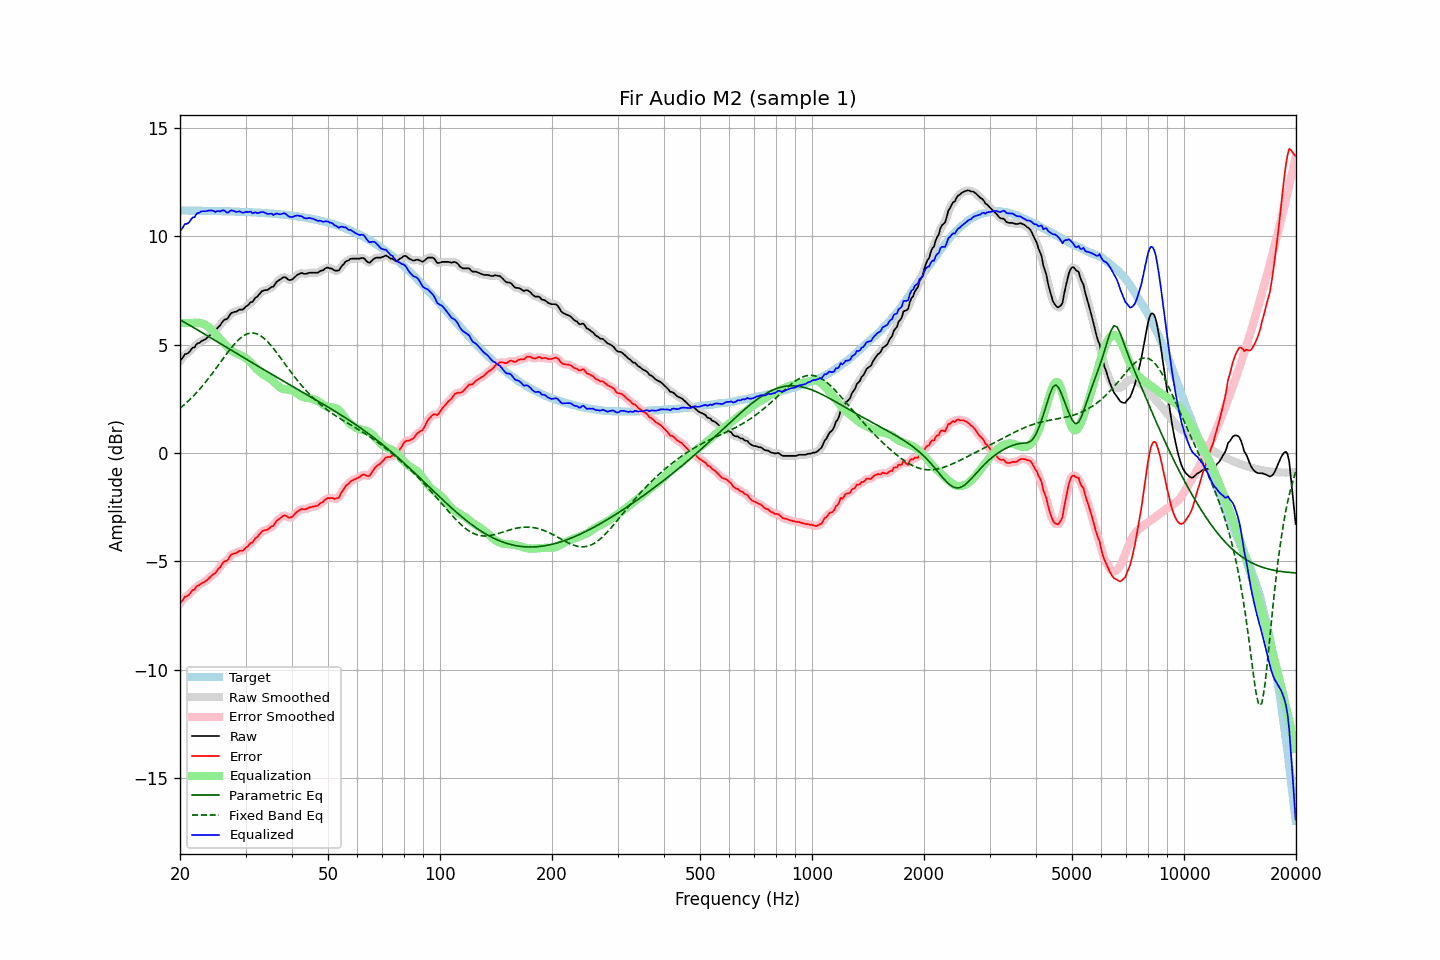 Fir Audio M2 (sample 1)
Amplitude (dBr)
15
10
5
0
−5
−10
−15
Target
Raw Smoothed
Error Smoothed
Raw
Error
Equalization
Parametric Eq
Fixed Band Eq
Equalized
20 50 100 200 500 1000 2000 5000 10000 20000
Frequency (Hz)